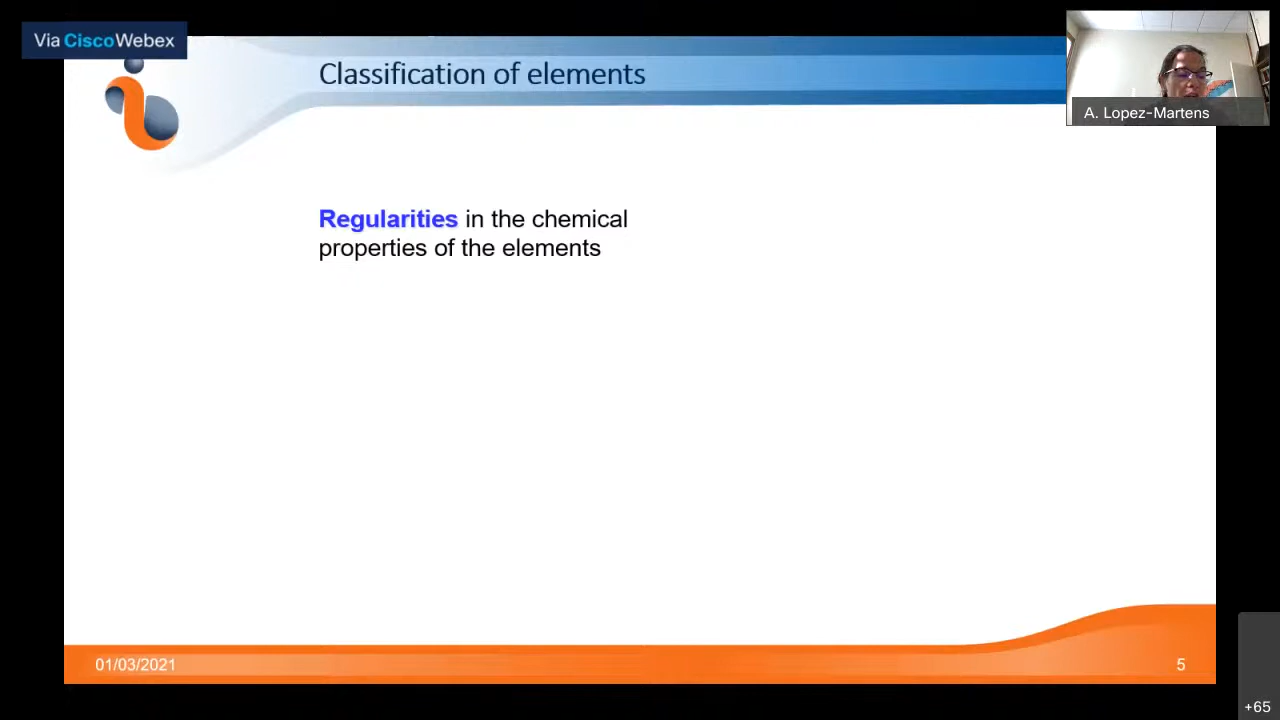 Via CiscoWebex
Classification of elements
A. Lopez-Martens
Regularities in the chemical
properties of the elements
01/03/2021
5
+65